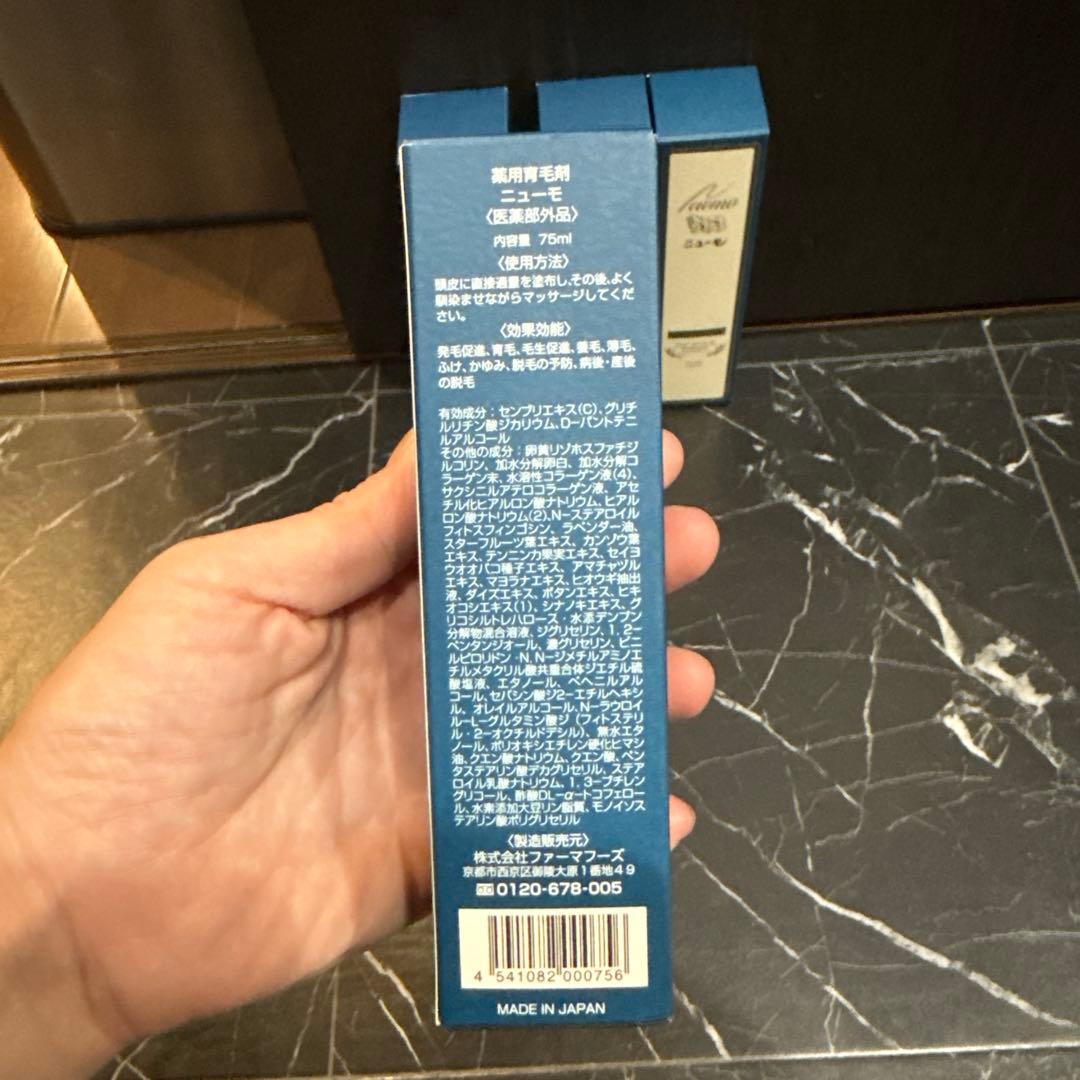 薬用育毛剤
ニューモ
〈医薬部外品〉
内容量 75ml
〈使用方法〉
頭皮に直接適量を塗布し、その後、よく
馴染ませながらマッサージしてくだ
さい。
〈効果効能〉
発毛促進、育毛、毛生促進、養毛、薄毛、
ふけ、かゆみ、脱毛の予防、病後・産後
の脱毛
有効成分：センブリエキス(C)、グリチ
ルリチン酸ジカリウム、D-パントテニ
ルアルコール
その他の成分：卵黄リゾホスファチジ
ルコリン、加水分解卵白、加水分解コ
ラーゲン末、水溶性コラーゲン液(4)、
サクシニルアテロコラーゲン液、アセ
チル化ヒアルロン酸ナトリウム、ヒアル
ロン酸ナトリウム(2)、N-ステアロイル
フィトスフィンゴシン、ラベンダー油、
スターフルーツ葉エキス、カンゾウ葉
エキス、テンニンカ果実エキス、セイヨ
ウオオバコ種子エキス、アマチャヅル
エキス、マヨラナエキス、ヒオウギ抽出
液、ダイズエキス、ボタンエキス、ヒキ
オコシエキス(1)、シナノキエキス、グ
リコシルトレハロース・水添デンプン
分解物混合溶液、ジグリセリン、1,2-
ペンタンジオール、濃グリセリン、ビニ
ルピロリドン・N,N-ジメチルアミノエ
チルメタクリル酸共重合体ジエチル硫
酸塩液、エタノール、ベヘニルアル
コール、セバシン酸ジ2-エチルヘキシ
ル、オレイルアルコール、N-ラウロイ
ル-L-グルタミン酸ジ(フィトステリ
ル・2-オクチルドデシル)、無水エタ
ノール、ポリオキシエチレン硬化ヒマシ
油、クエン酸ナトリウム、クエン酸、ペン
タステアリン酸デカグリセリル、ステア
ロイル乳酸ナトリウム、1,3-ブチレン
グリコール、酢酸DL-α-トコフェロー
ル、水素添加大豆リン脂質、モノイソス
テアリン酸ポリグリセリル
〈製造販売元〉
株式会社ファーマフーズ
京都市西京区御陵大原1番地49
0120-678-005
4 541082 000756
MADE IN JAPAN
ニューモ